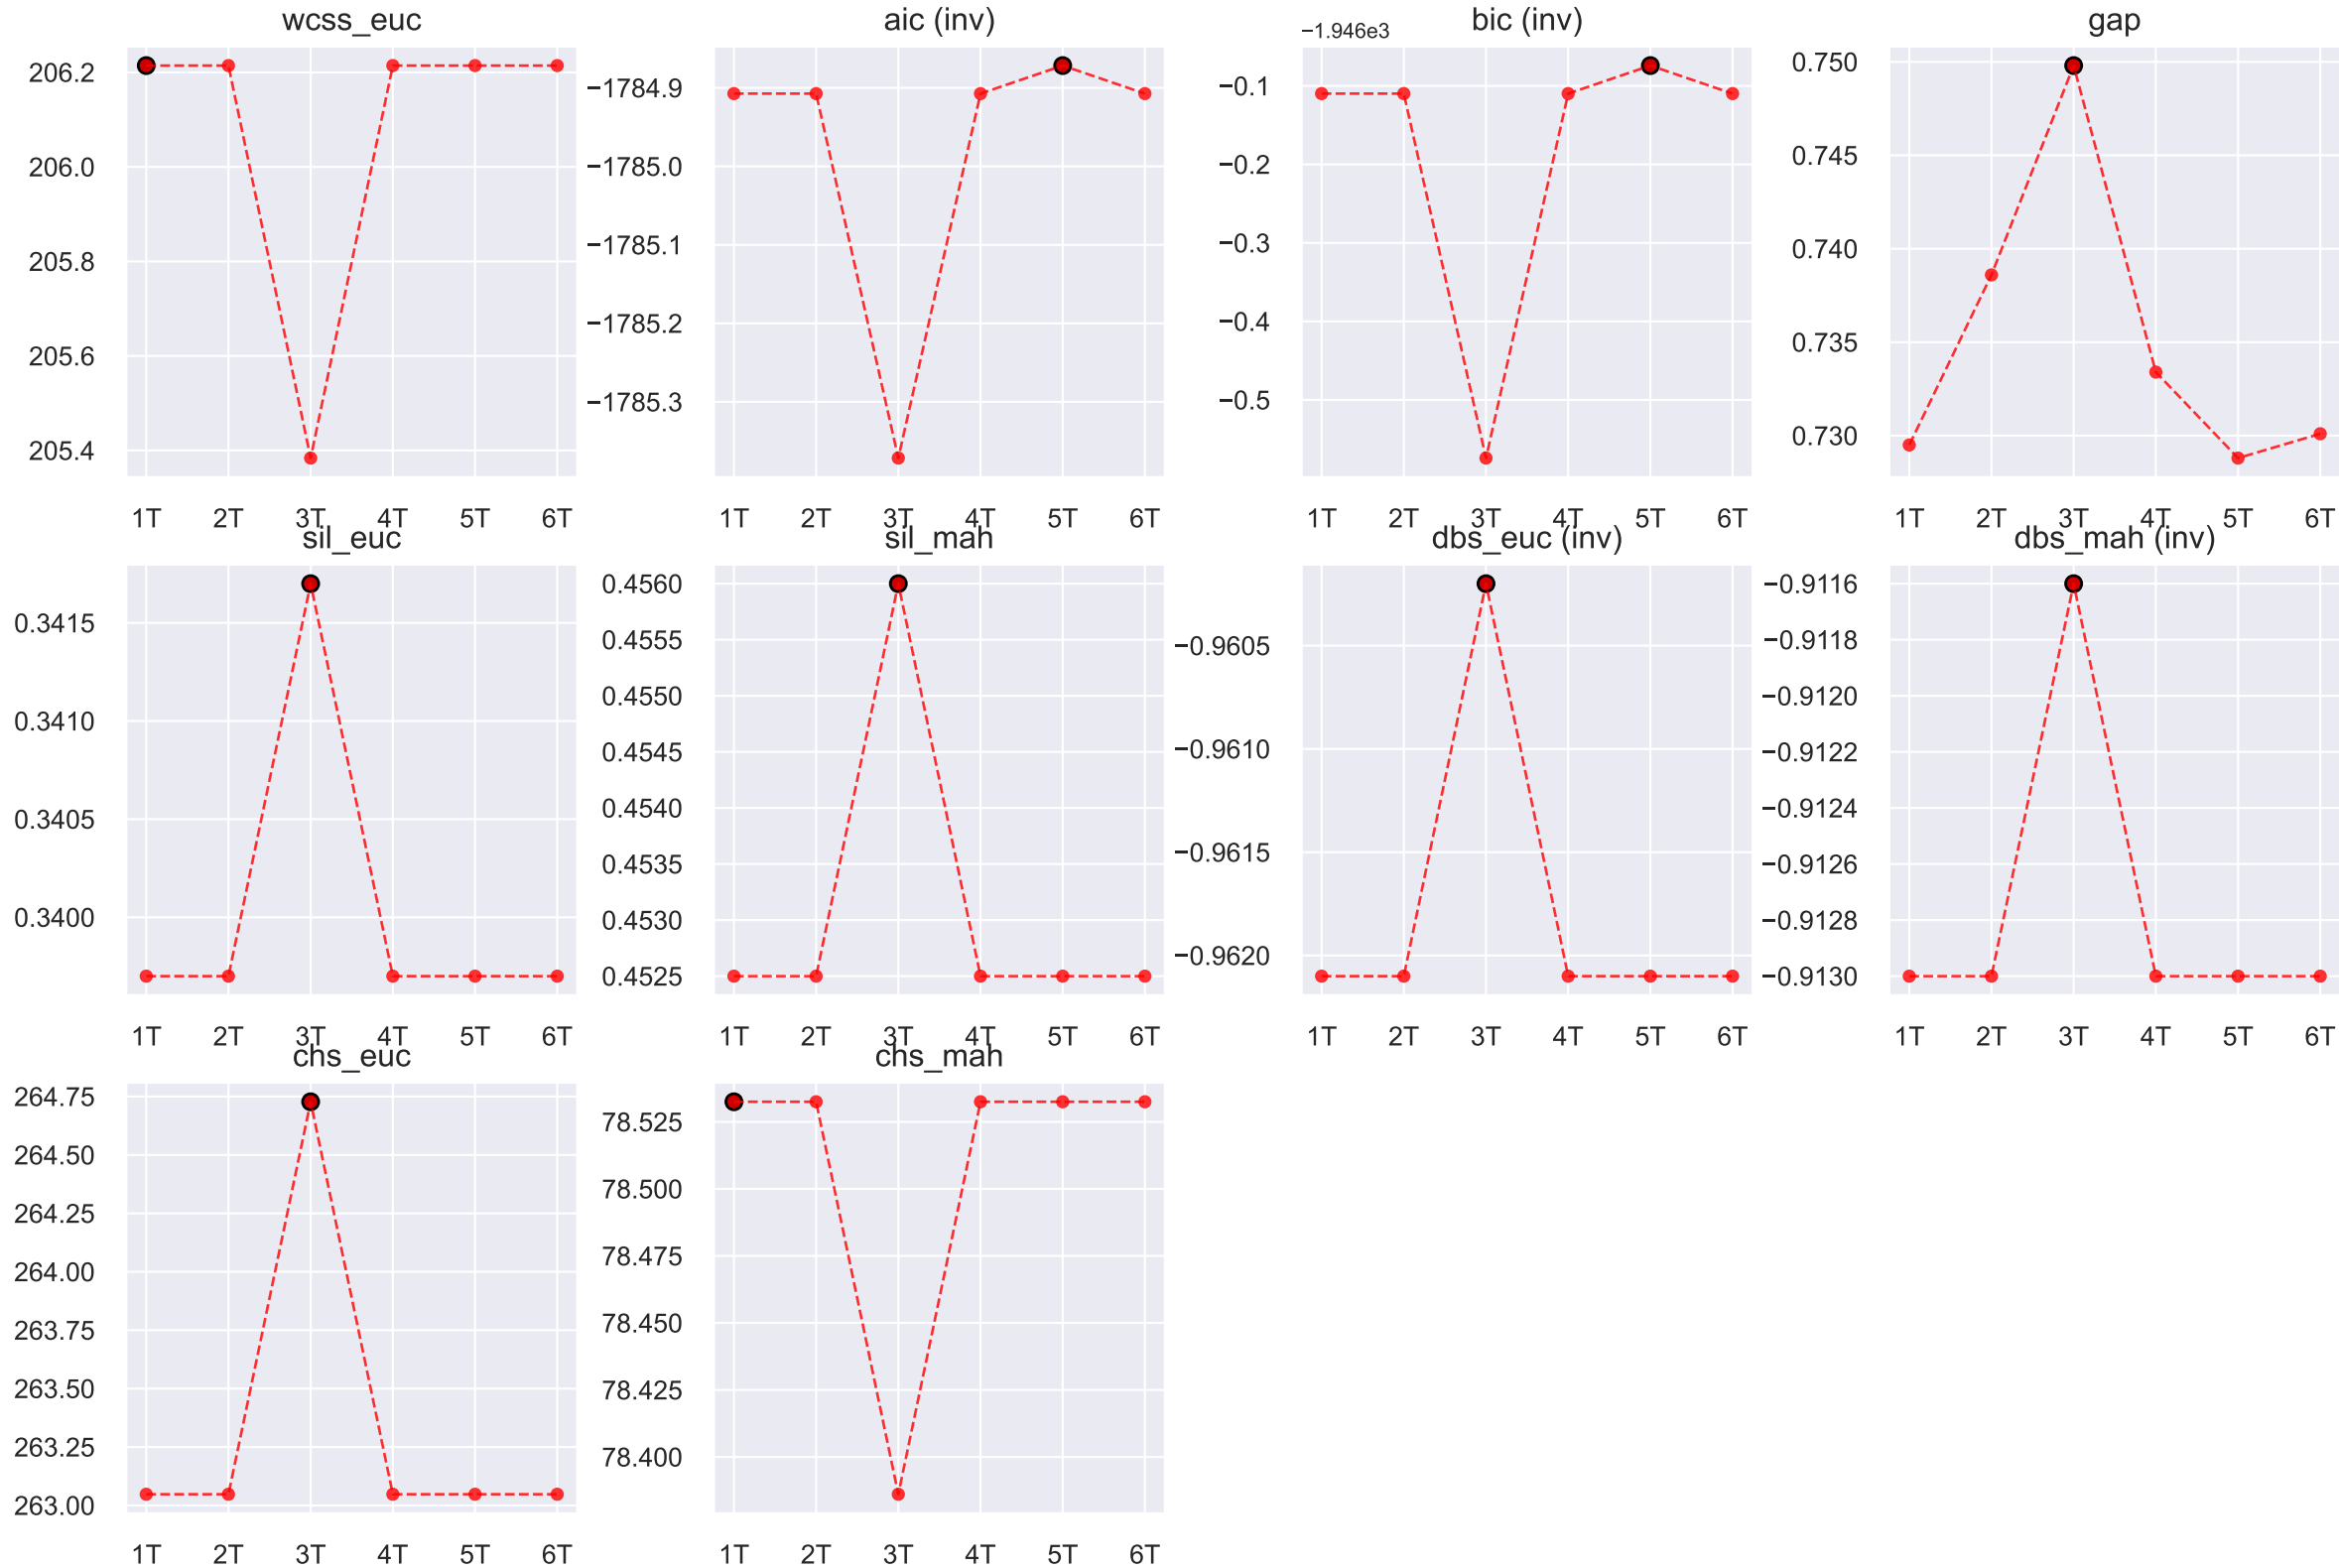 wcss_euc
206.2
206.0
205.8
205.6
205.4
1T 2T 3T 4T 5T 6T
aic (inv)
−1784.9
−1785.0
−1785.1
−1785.2
−1785.3
1T 2T 3T 4T 5T 6T
bic (inv)
−1.946e3
−0.1
−0.2
−0.3
−0.4
−0.5
1T 2T 3T 4T 5T 6T
gap
0.750
0.745
0.740
0.735
0.730
1T 2T 3T 4T 5T 6T
sil_euc
0.3415
0.3410
0.3405
0.3400
1T 2T 3T 4T 5T 6T
sil_mah
0.4560
0.4555
0.4550
0.4545
0.4540
0.4535
0.4530
0.4525
1T 2T 3T 4T 5T 6T
dbs_euc (inv)
−0.9605
−0.9610
−0.9615
−0.9620
1T 2T 3T 4T 5T 6T
dbs_mah (inv)
−0.9116
−0.9118
−0.9120
−0.9122
−0.9124
−0.9126
−0.9128
−0.9130
1T 2T 3T 4T 5T 6T
chs_euc
264.75
264.50
264.25
264.00
263.75
263.50
263.25
263.00
1T 2T 3T 4T 5T 6T
chs_mah
78.525
78.500
78.475
78.450
78.425
78.400
1T 2T 3T 4T 5T 6T